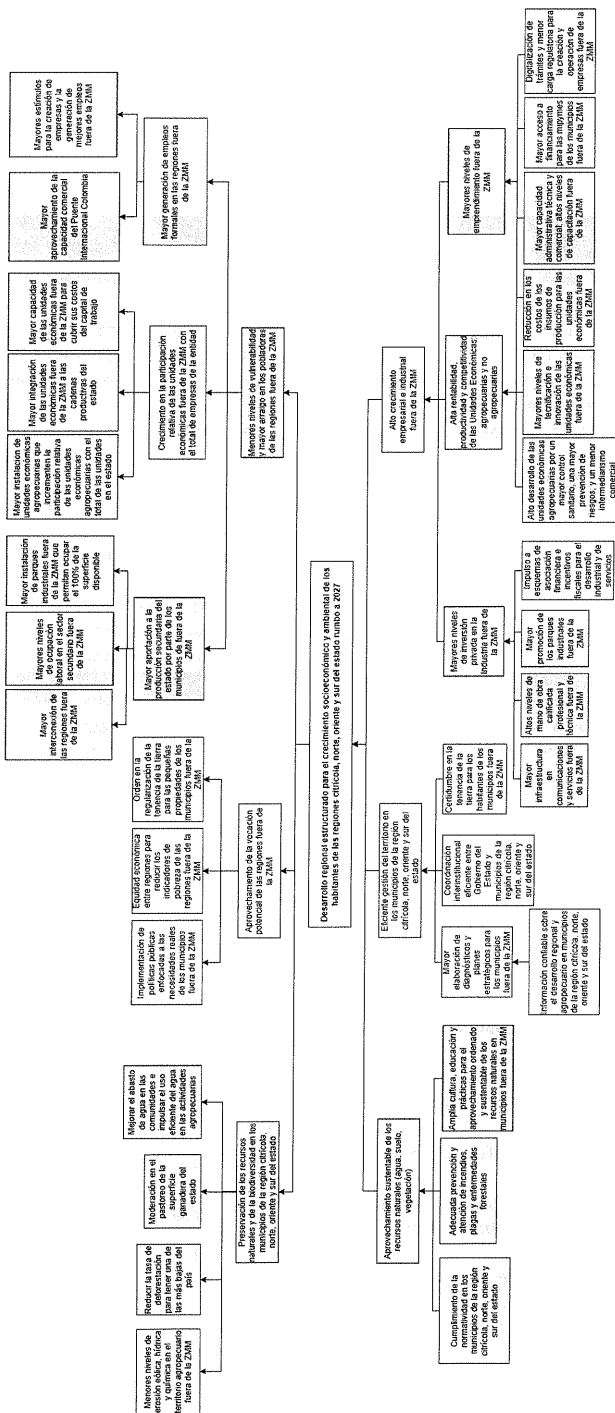 Menores niveles de
erosión eólica, hídrica
y química en el
territorio agropecuario
fuera de la ZMM
Reducir la tasa de
deforestación
para tener una de
las más bajas del
país
Moderación en el
pastoreo de la
superficie
ganadera del
estado
Mejorar el abasto
de agua en las
comunidades e
impulsar el uso
eficiente del agua
en las actividades
agropecuarias
Implementación de
políticas públicas
enfocadas a las
necesidades reales
de los municipios
fuera de la ZMM
Equidad económica
entre regiones para
reducir los
indicadores de
pobreza de las
regiones fuera de la
ZMM
Orden en la
regularización de la
tenencia de la tierra
para las pequeñas
propiedades de los
municipios fuera de la
ZMM
Mayor
interconexión de
las regiones fuera
de la ZMM
Mayores niveles
de ocupación
laboral en el sector
secundario fuera de
la ZMM
Mayor instalación
de parques
industriales fuera
de la ZMM que
permitan ocupar
el 100% de la
superficie
disponible
Mayor instalación de
unidades económicas
agropecuarias que
incrementen la
participación relativa
de las unidades
económicas
agropecuarias con el
total de las unidades
en el estado
Mayor integración
de las unidades
económicas fuera
de la ZMM a las
cadenas
productivas del
estado
Mayor capacidad
de las unidades
económicas fuera
de la ZMM para
cubrir sus costos
del capital de
trabajo
Mayor
aprovechamiento
de la
capacidad comercial
del Puente
Internacional Colombia
Mayores estímulos
para la creación de
empresas y la
generación de
mejores empleos
fuera de la ZMM
Preservación de los recursos
naturales y de la biodiversidad en los
municipios de la región citrícola,
norte, oriente y sur del estado
Aprovechamiento de la vocación
potencial de las regiones fuera de
la ZMM
Mayor aportación a la
producción secundaria del
estado por parte de los
municipios de fuera de la
ZMM
Crecimiento en la participación
relativa de las unidades
económicas fuera de la ZMM con
el total de empresas de la entidad
Mayor generación de empleos
formales en las regiones fuera
de la ZMM
Menores niveles de vulnerabilidad
y mayor arraigo en los pobladores
de las regiones fuera de la ZMM
Desarrollo regional estructurado para el crecimiento socioeconómico y ambiental de los
habitantes de las regiones citrícola, norte, oriente y sur del estado rumbo a 2027
Aprovechamiento sustentable de los
recursos naturales (agua, suelo,
vegetación)
Eficiente gestión del territorio en
los municipios de la región
citrícola, norte, oriente y sur del
estado
Alto crecimiento
empresarial e industrial
fuera de la ZMM
Mayores niveles
de inversión
privada en la
Industria fuera de
la ZMM
Alta rentabilidad,
productividad y competitividad
de las Unidades Económicas:
agropecuarias y no
agropecuarias
Mayores niveles de
emprendimiento fuera de la
ZMM
Cumplimiento de la
normatividad en los
municipios de la región
citrícola, norte, oriente y
sur del estado
Adecuada prevención y
atención de incendios,
plagas y enfermedades
forestales
Amplia cultura, educación y
prácticas para el
aprovechamiento ordenado
y sustentable de los
recursos naturales en
municipios fuera de la ZMM
Mayor
elaboración de
diagnósticos y
planes
estratégicos para
los municipios
fuera de la ZMM
Información confiable sobre
el desarrollo regional y
agropecuario en municipios
de la región citrícola, norte,
oriente y sur del estado
Coordinación
interinstitucional
eficiente entre
Gobierno del
Estado y
municipios de la
región citrícola,
norte, oriente y
sur del estado
Certidumbre en la
tenencia de la
tierra para los
habitantes de los
municipios fuera
de la ZMM
Mayor
infraestructura
en
comunicaciones
y servicios fuera
de la ZMM
Altos niveles de
mano de obra
calificada
profesional y
técnica fuera de
la ZMM
Mayor
promoción de
los parques
industriales
fuera de la
ZMM
Impulso a
esquemas de
asociación
financiera e
incentivos
fiscales para el
desarrollo
industrial y de
servicios
Alto desarrollo de las
unidades económicas
agropecuarias por un
mayor control
sanitario, una mayor
prevención de
riesgos, y un menor
intermediarismo
comercial
Mayores niveles de
tecnificación e
innovación de las
unidades económicas
fuera de la ZMM
Reducción en los
costos de los
insumos de
producción para las
unidades
económicas fuera
de la ZMM
Mayor capacidad
administrativa técnica y
comercial; altos niveles
de capacitación fuera
de la ZMM
Mayor acceso a
financiamiento
para las mipymes
de los municipios
fuera de la ZMM
Digitalización de
trámites y menor
carga regulatoria para
la creación y
operación de
empresas fuera de la
ZMM